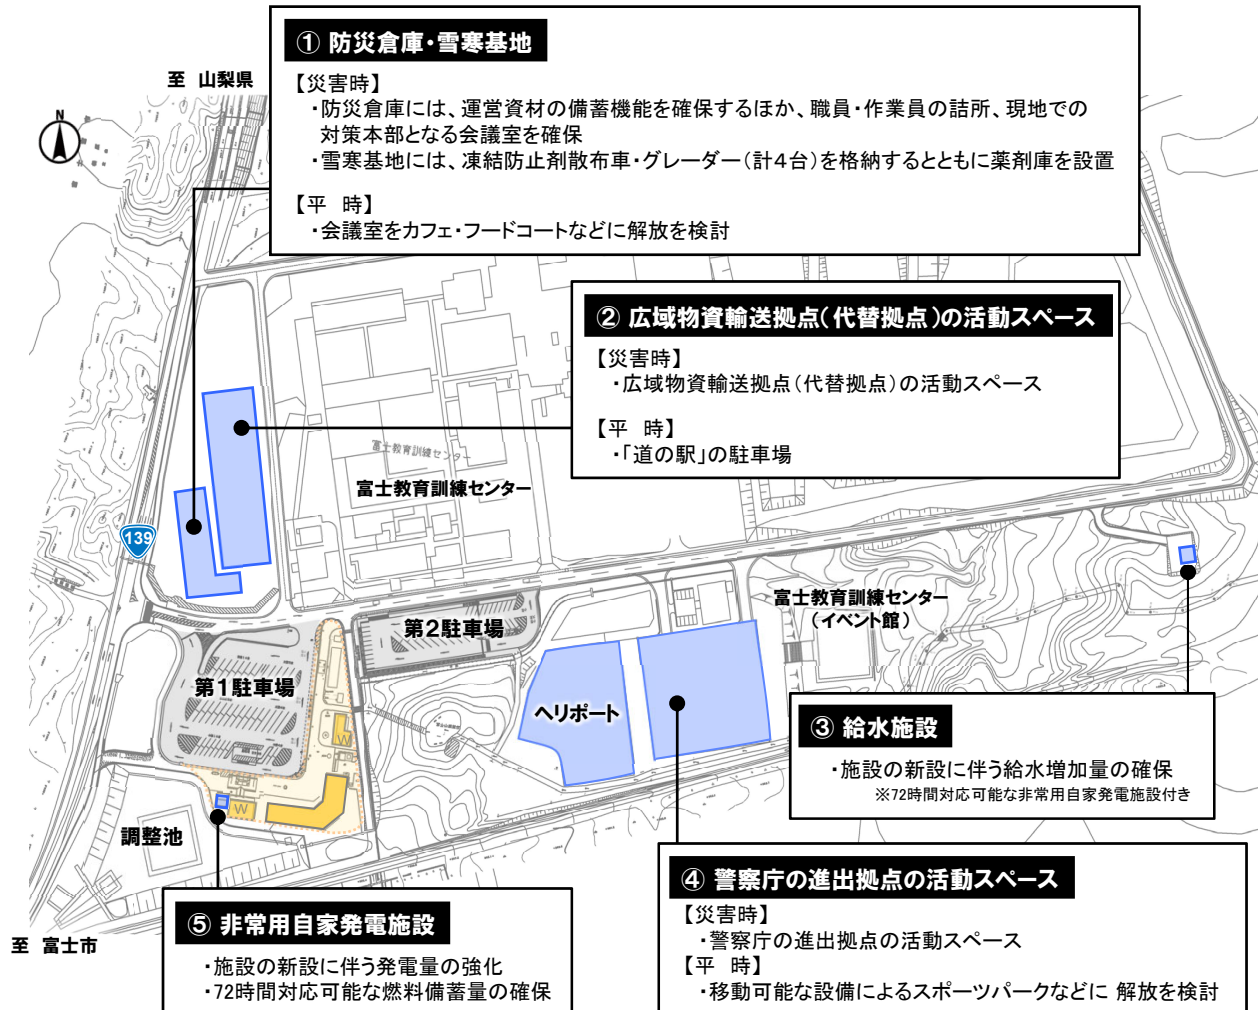 ① 防災倉庫・雪寒基地
【災害時】
・防災倉庫には、運営資材の備蓄機能を確保するほか、職員・作業員の詰所、現地での
対策本部となる会議室を確保
・雪寒基地には、凍結防止剤散布車・グレーダー（計４台）を格納するとともに薬剤庫を設置
【平　時】
・会議室をカフェ・フードコートなどに解放を検討
至 山梨県
N
② 広域物資輸送拠点（代替拠点）の活動スペース
【災害時】
・広域物資輸送拠点（代替拠点）の活動スペース
【平　時】
・「道の駅」の駐車場
富士教育訓練センター
富士教育訓練センター
139
富士教育訓練センター
（イベント館）
第２駐車場
第１駐車場
ヘリポート
W
W
③ 給水施設
・施設の新設に伴う給水増加量の確保
※72時間対応可能な非常用自家発電施設付き
調整池
④ 警察庁の進出拠点の活動スペース
【災害時】
・警察庁の進出拠点の活動スペース
【平　時】
・移動可能な設備によるスポーツパークなどに 解放を検討
⑤ 非常用自家発電施設
・施設の新設に伴う発電量の強化
・72時間対応可能な燃料備蓄量の確保
至 富士市